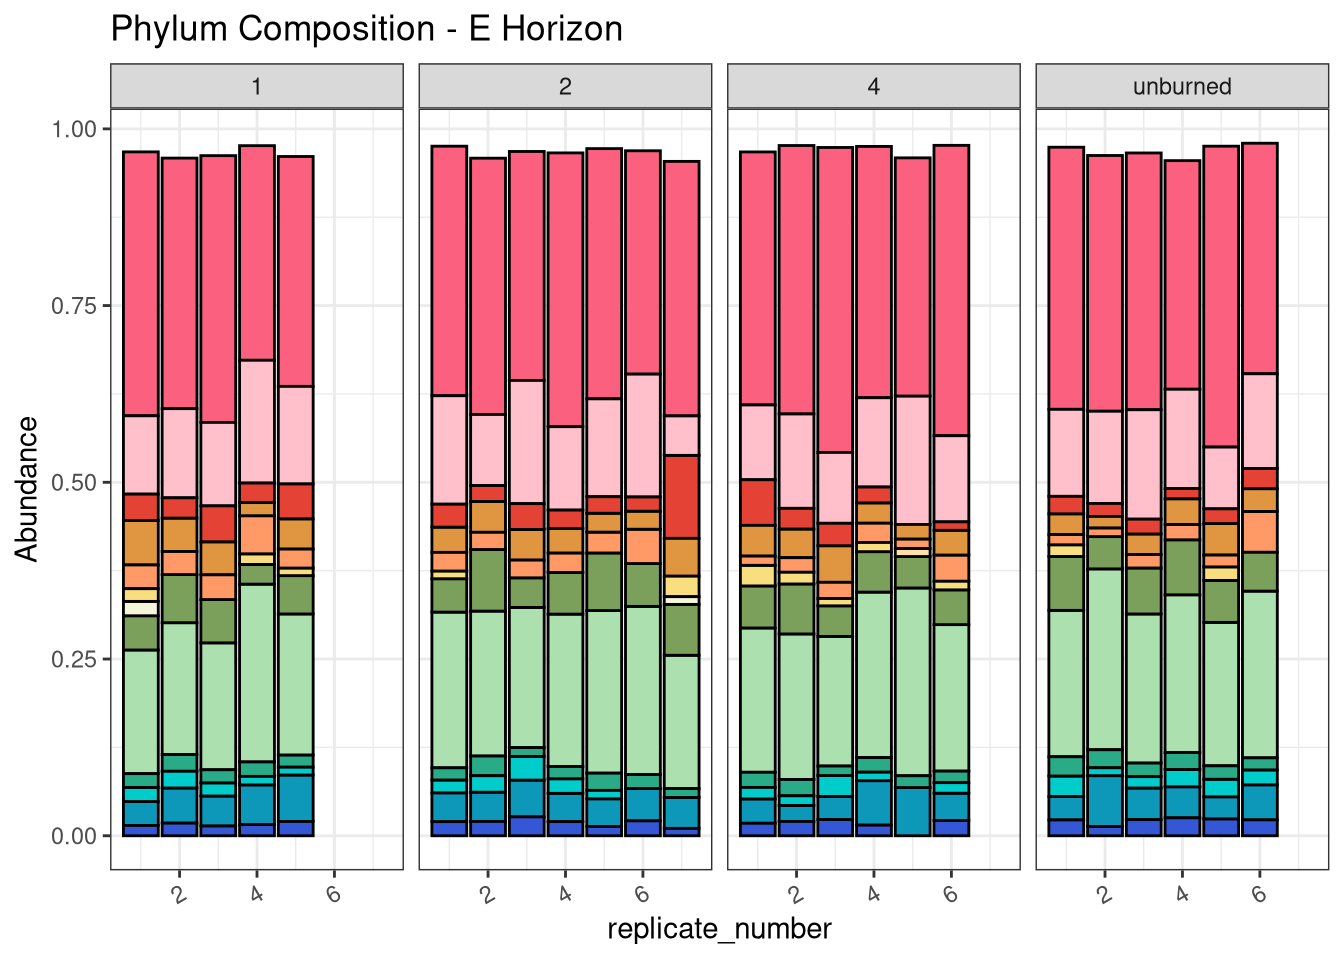 Phylum Composition - E Horizon
1 2 4 unburned
1.00
0.75
0.50
0.25
0.00
Abundance
2 4 6 2 4 6 2 4 6 2 4 6
replicate_number